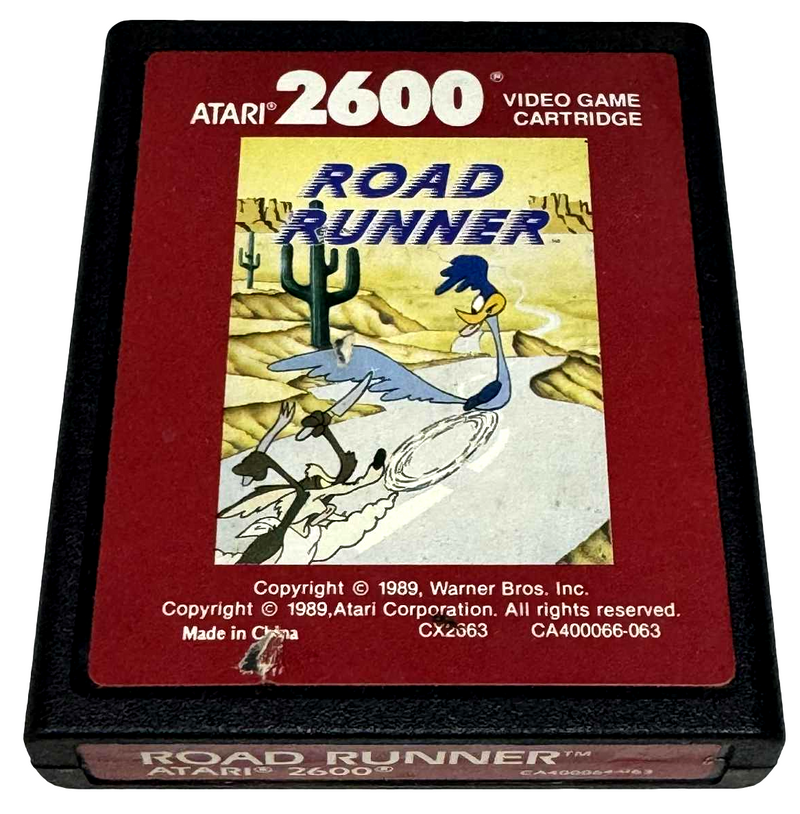 ATARI® 2600® VIDEO GAME
CARTRIDGE
ROAD
RUNNER™
Copyright © 1989, Warner Bros. Inc.
Copyright © 1989,Atari Corporation. All rights reserved.
Made in China CX2663 CA400066-063
ROAD RUNNER™
ATARI® 2600®